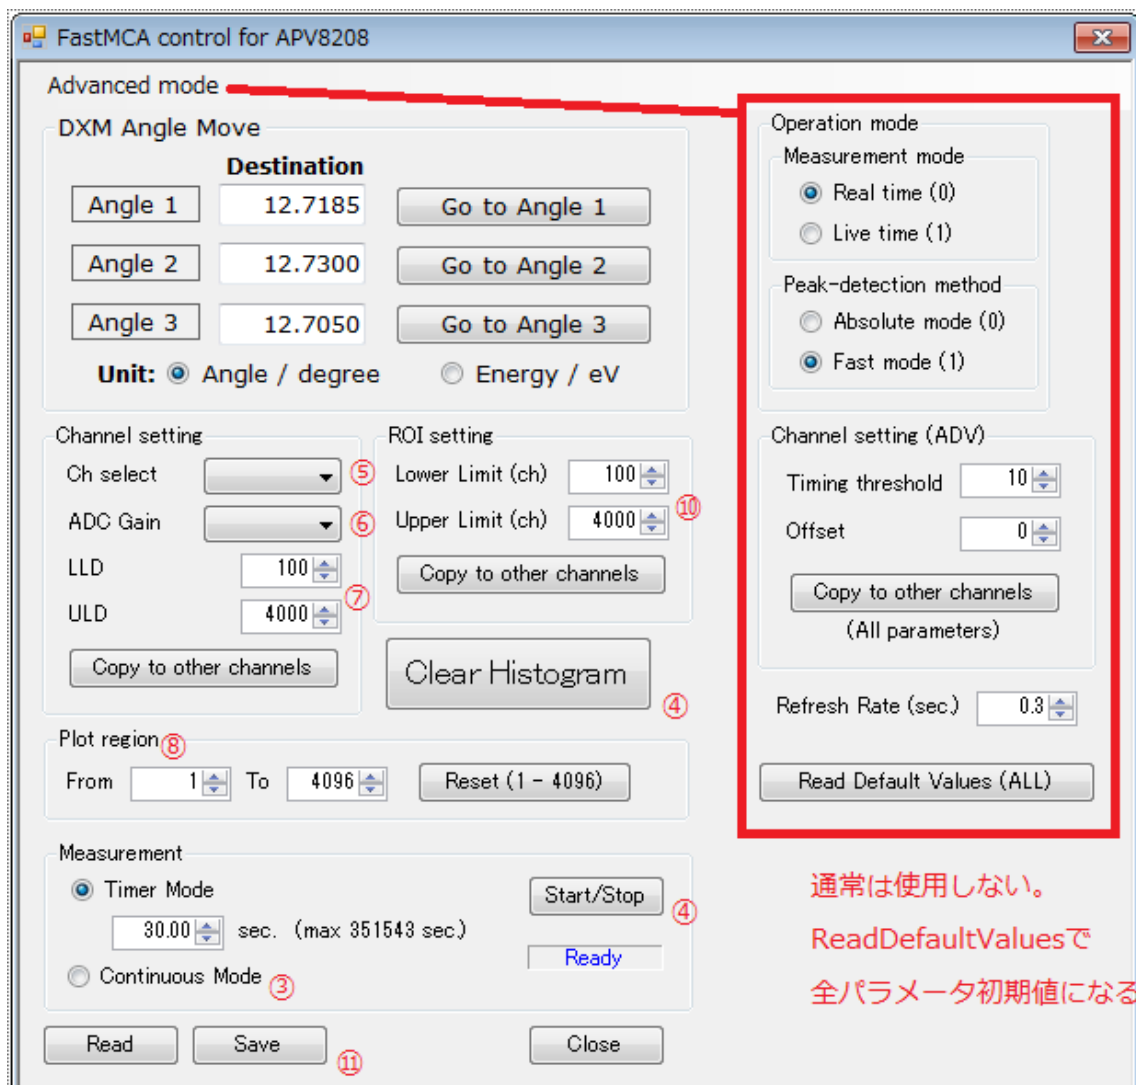 FastMCA control for APV8208
Advanced mode
DXM Angle Move
Destination
Angle 1 12.7185 Go to Angle 1
Angle 2 12.7300 Go to Angle 2
Angle 3 12.7050 Go to Angle 3
Unit: Angle / degree Energy / eV
Channel setting
Ch select ⑤
ADC Gain ⑥
LLD 100
ULD 4000 ⑦
Copy to other channels
ROI setting
Lower Limit (ch) 100
Upper Limit (ch) 4000 ⑩
Copy to other channels
Clear Histogram ④
Plot region ⑧
From 1 To 4096 Reset (1 - 4096)
Measurement
Timer Mode
30.00 sec. (max 351543 sec.)
Continuous Mode ③
Start/Stop ④
Ready
Read Save ⑪ Close
Operation mode
Measurement mode
Real time (0)
Live time (1)
Peak-detection method
Absolute mode (0)
Fast mode (1)
Channel setting (ADV)
Timing threshold 10
Offset 0
Copy to other channels
(All parameters)
Refresh Rate (sec.) 0.3
Read Default Values (ALL)
通常は使用しない。
ReadDefaultValuesで
全パラメータ初期値になる